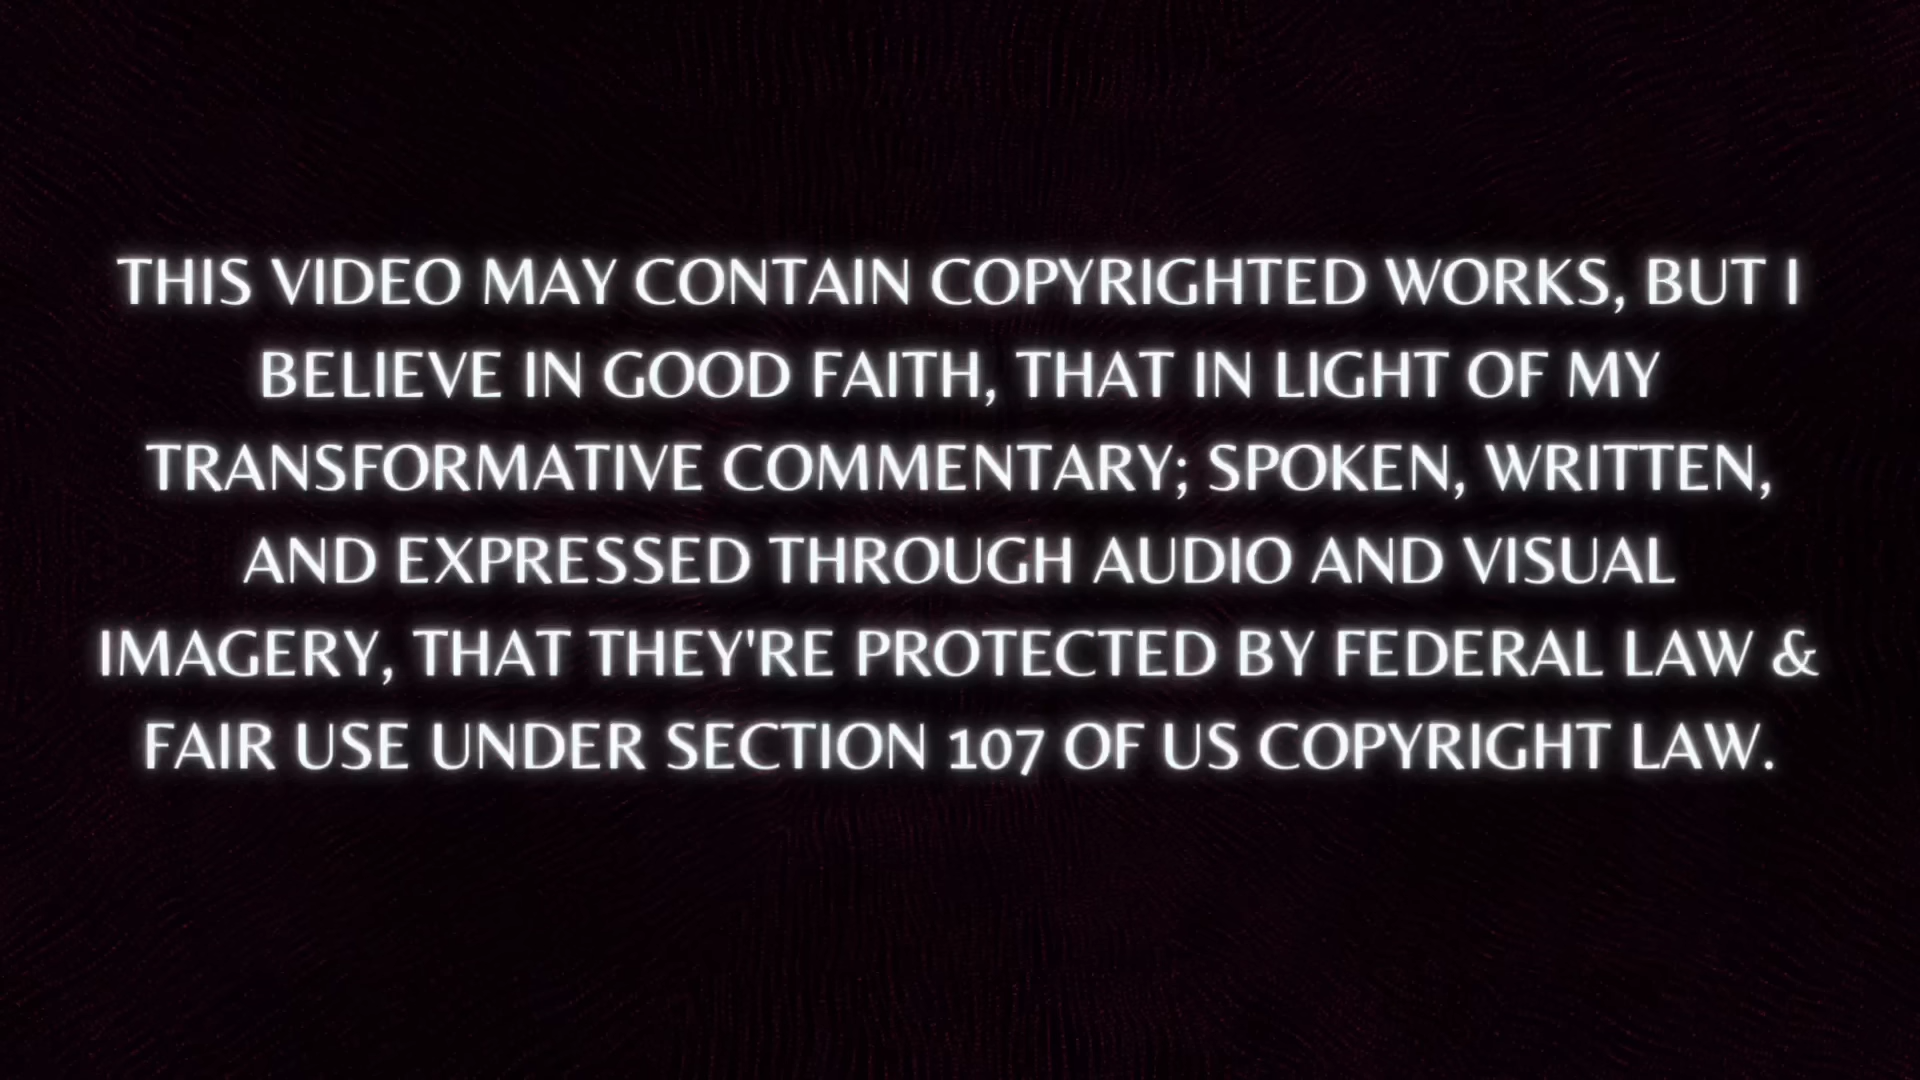 THIS VIDEO MAY CONTAIN COPYRIGHTED WORKS, BUT I
BELIEVE IN GOOD FAITH, THAT IN LIGHT OF MY
TRANSFORMATIVE COMMENTARY; SPOKEN, WRITTEN,
AND EXPRESSED THROUGH AUDIO AND VISUAL
IMAGERY, THAT THEY'RE PROTECTED BY FEDERAL LAW &
FAIR USE UNDER SECTION 107 OF US COPYRIGHT LAW.